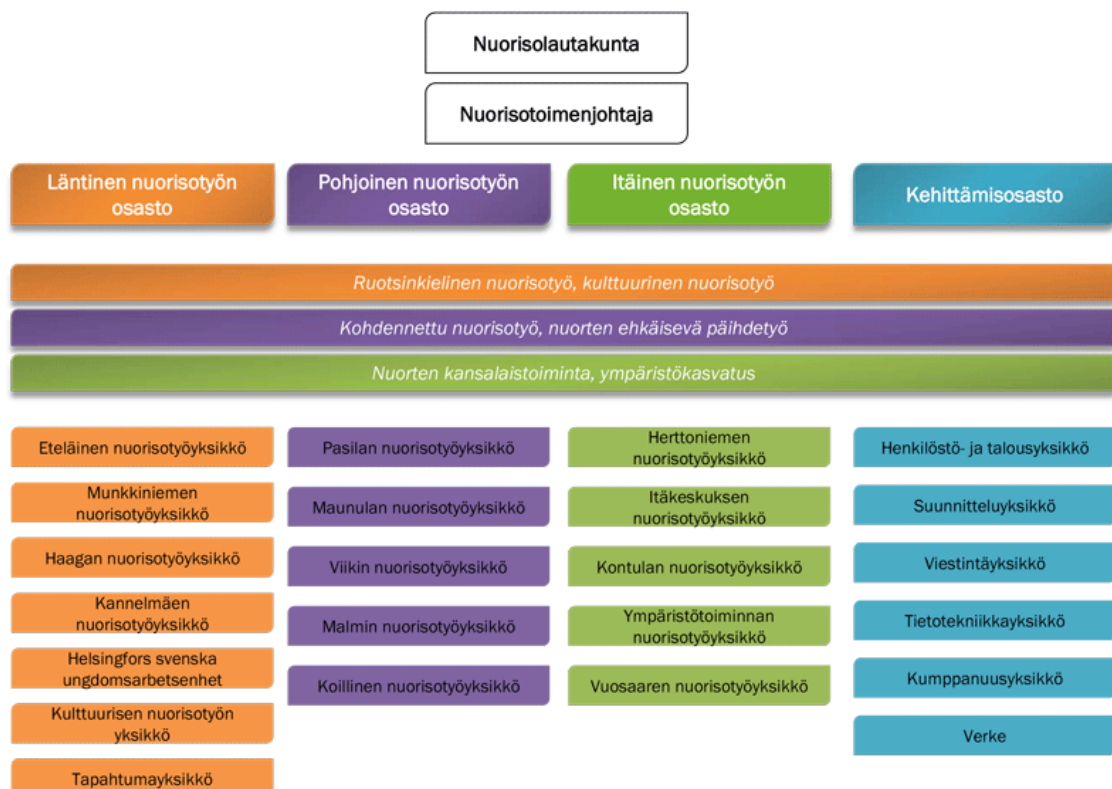 Nuorisolautakunta
Nuorisotoimenjohtaja
Läntinen nuorisotyön
osasto
Pohjoinen nuorisotyön
osasto
Itäinen nuorisotyön
osasto
Kehittämisosasto
Ruotsinkielinen nuorisotyö, kulttuurinen nuorisotyö
Kohdennettu nuorisotyö, nuorten ehkäisevä päihdetyö
Nuorten kansalaistoiminta, ympäristökasvatus
Eteläinen nuorisotyöyksikkö
Munkkiniemen
nuorisotyöyksikkö
Haagan nuorisotyöyksikkö
Kannelmäen
nuorisotyöyksikkö
Helsingfors svenska
ungdomsarbetsenhet
Kulttuurisen nuorisotyön
yksikkö
Tapahtumayksikkö
Pasilan nuorisotyöyksikkö
Maunulan nuorisotyöyksikkö
Viikin nuorisotyöyksikkö
Malmin nuorisotyöyksikkö
Koillinen nuorisotyöyksikkö
Herttoniemen
nuorisotyöyksikkö
Itäkeskuksen
nuorisotyöyksikkö
Kontulan nuorisotyöyksikkö
Ympäristötoiminnan
nuorisotyöyksikkö
Vuosaaren nuorisotyöyksikkö
Henkilöstö- ja talousyksikkö
Suunnitteluyksikkö
Viestintäyksikkö
Tietotekniikkayksikkö
Kumppanuusyksikkö
Verke